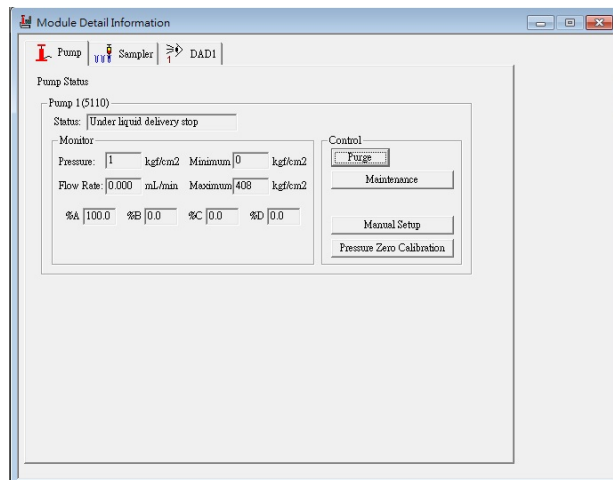 Module Detail Information
Pump Sampler 1 DAD1
Pump Status
Pump 1(5110)
Status: Under liquid delivery stop
Monitor
Pressure: 1 kgf/cm2 Minimum 0 kgf/cm2
Flow Rate: 0.000 mL/min Maximum 408 kgf/cm2
%A 100.0 %B 0.0 %C 0.0 %D 0.0
Control
Purge
Maintenance
Manual Setup
Pressure Zero Calibration